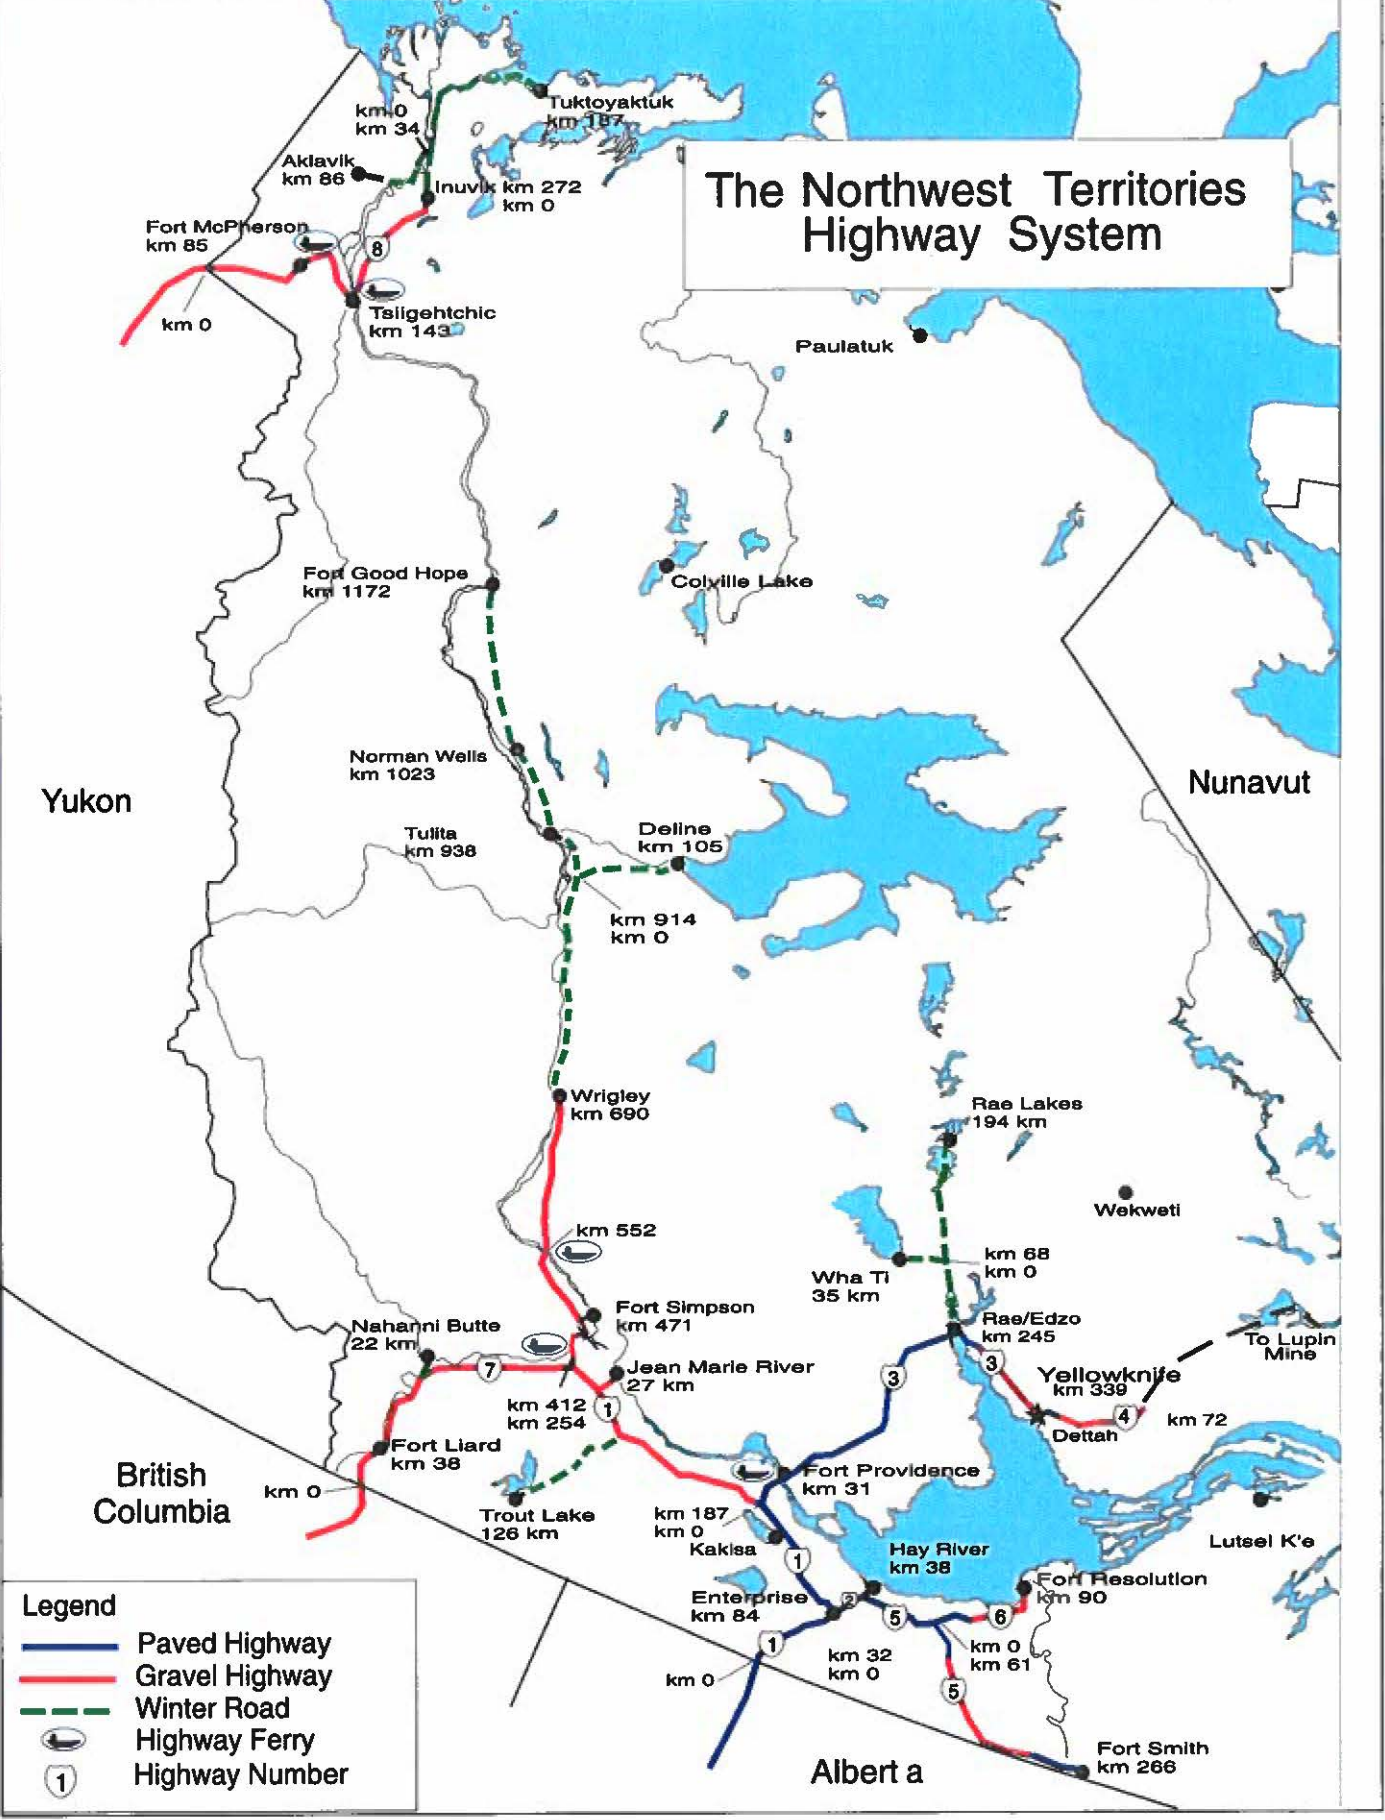 The Northwest Territories
Highway System
Tuktoyaktuk
km 187
km 0
km 34
Aklavik
km 86
Inuvik km 272
km 0
Fort McPherson
km 85
8
km 0
Tsiigehtchic
km 143
Paulatuk
Fort Good Hope
km 1172
Colville Lake
Norman Wells
km 1023
Nunavut
Yukon
Tulita
km 938
Deline
km 105
km 914
km 0
Wrigley
km 690
Rae Lakes
194 km
Wekweti
km 552
km 68
km 0
Wha Ti
35 km
Fort Simpson
km 471
Rae/Edzo
km 245
Nahanni Butte
22 km
To Lupin
Mine
7
Jean Marie River
27 km
3
3
Yellowknife
km 339
km 412
km 254
1
4
km 72
Dettah
Fort Liard
km 38
British
Columbia
km 0
Fort Providence
km 31
Trout Lake
126 km
km 187
km 0
Kakisa
Lutsel K'e
1
Hay River
km 38
Enterprise
km 84
2
5
6
Fort Resolution
km 90
1
km 32
km 0
km 0
km 61
km 0
5
Fort Smith
km 266
Albert a
Legend
Paved Highway
Gravel Highway
Winter Road
Highway Ferry
1
Highway Number